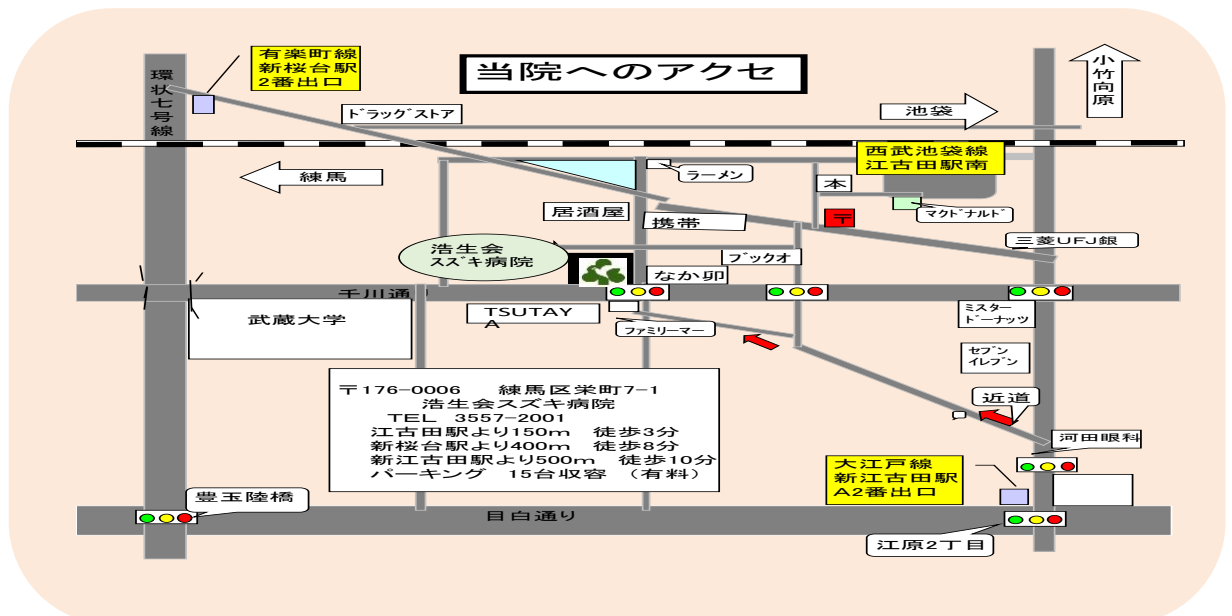 有楽町線
新桜台駅
2番出口
当院へのアクセ
小竹向原
環状七号線
ドラッグストア
池袋
西武池袋線
江古田駅南
練馬
ラーメン
本
居酒屋
携帯
〒
マクドナルド
三菱UFJ銀
浩生会
スズキ病院
ブックオ
なか卯
千川通り
武蔵大学
TSUTAY
A
ファミリーマー
ミスター
ドーナッツ
セブン
イレブン
近道
〒176-0006 練馬区栄町7-1
浩生会スズキ病院
TEL 3557-2001
江古田駅より150m 徒歩3分
新桜台駅より400m 徒歩8分
新江古田駅より500m 徒歩10分
パーキング 15台収容 (有料)
河田眼科
大江戸線
新江古田駅
A2番出口
豊玉陸橋
目白通り
江原2丁目